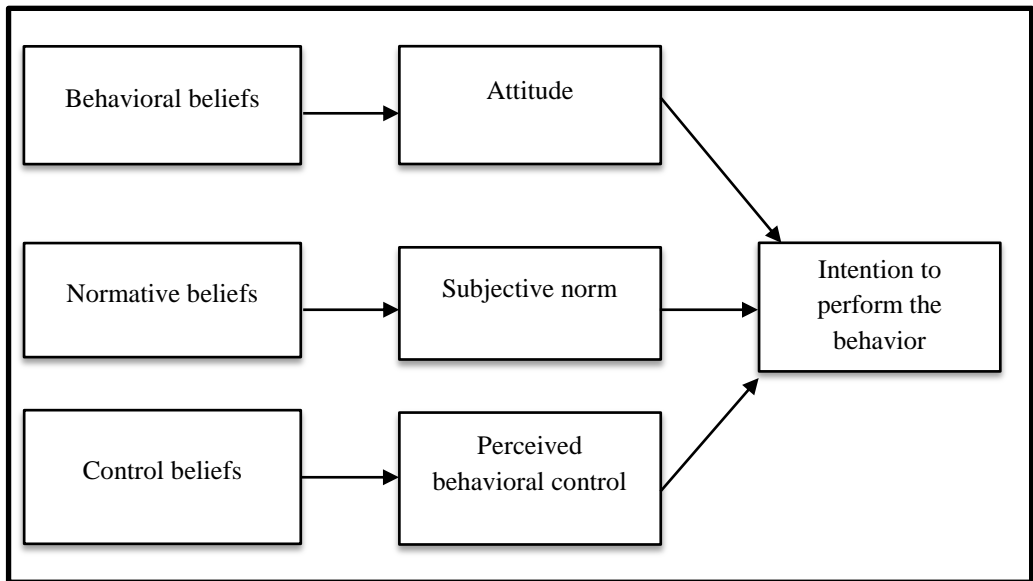 Behavioral beliefs
Attitude
Normative beliefs
Subjective norm
Intention to
perform the
behavior
Control beliefs
Perceived
behavioral control